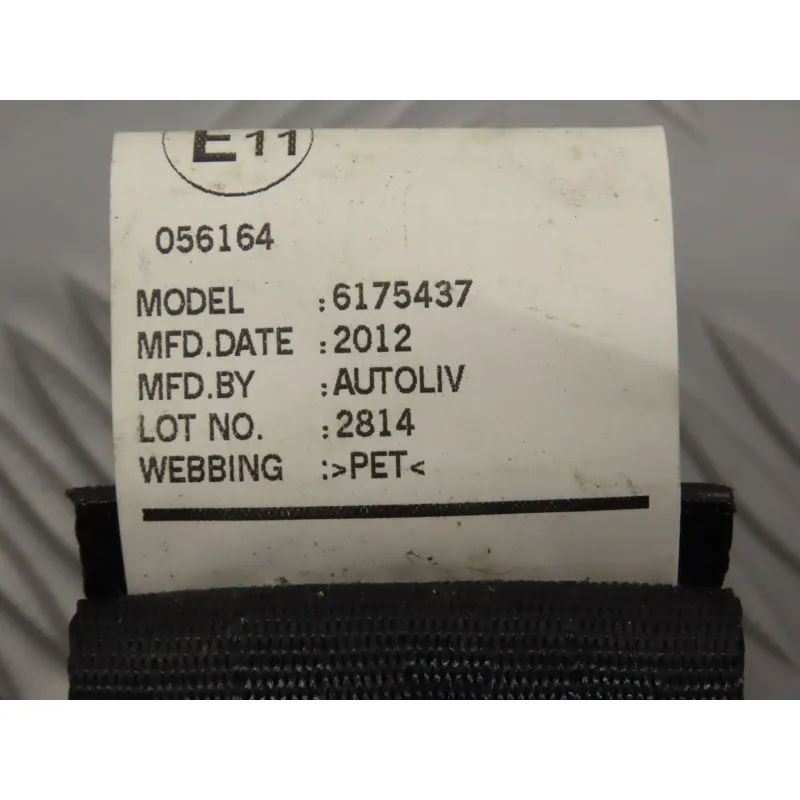 E11
056164
MODEL :6175437
MFD.DATE :2012
MFD.BY :AUTOLIV
LOT NO. :2814
WEBBING :>PET<